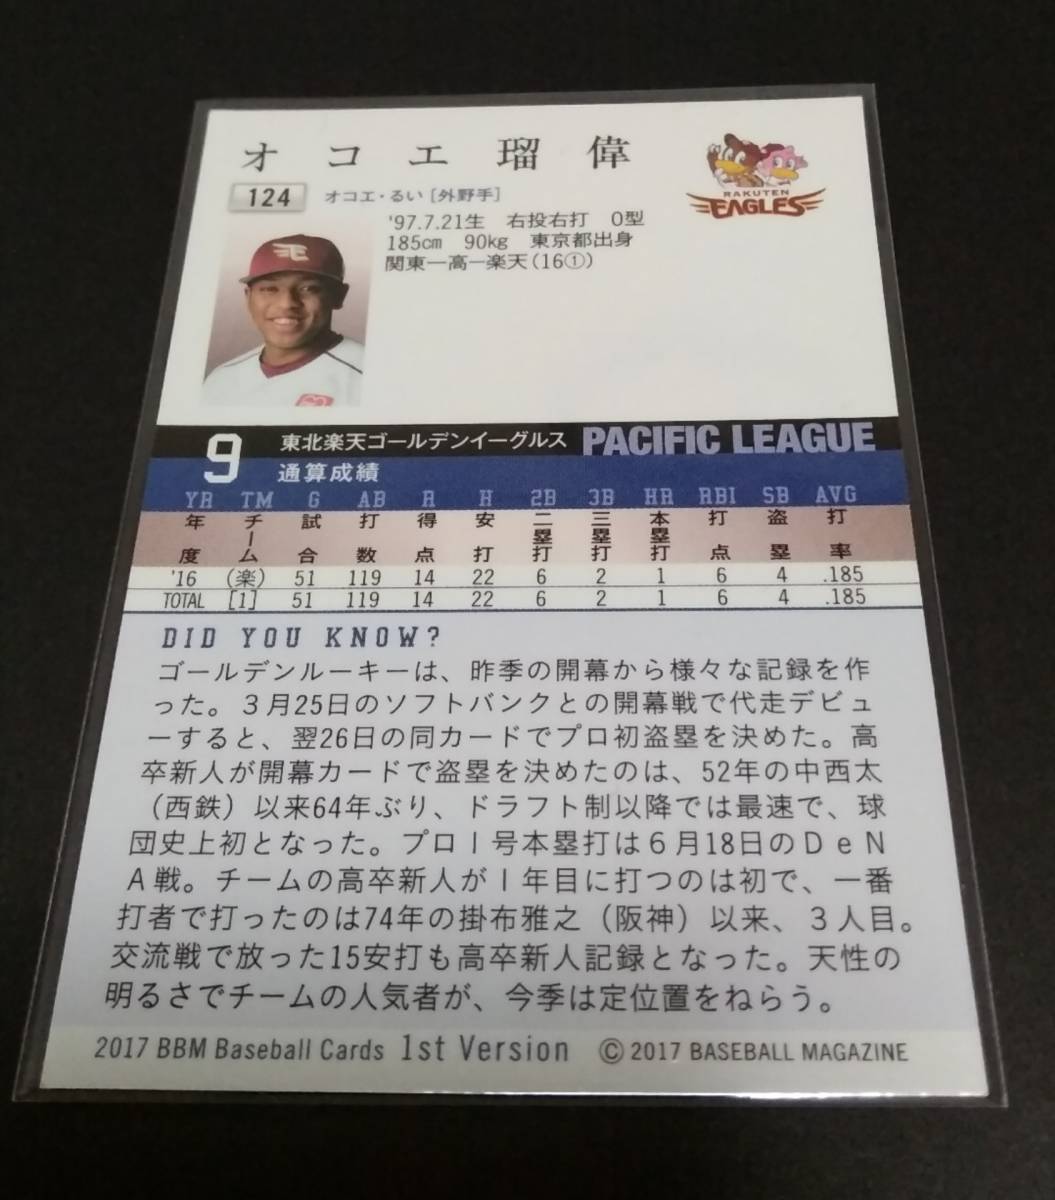 オコエ瑠偉
RAKUTEN
EAGLES
124
オコエ・るい [外野手]
'97.7.21生 右投右打 O型
185cm 90kg 東京都出身
関東一高ー楽天(16①)
9
東北楽天ゴールデンイーグルス
PACIFIC LEAGUE
通算成績
YR TM G AB R H 2B 3B HR RBI SB AVG
年度 チーム 試合 打数 得点 安打 二塁打 三塁打 本塁打 打点 盗塁 打率
'16 (楽) 51 119 14 22 6 2 1 6 4 .185
TOTAL [1] 51 119 14 22 6 2 1 6 4 .185
DID YOU KNOW?
ゴールデンルーキーは、昨季の開幕から様々な記録を作
った。3月25日のソフトバンクとの開幕戦で代走デビュ
ーすると、翌26日の同カードでプロ初盗塁を決めた。高
卒新人が開幕カードで盗塁を決めたのは、52年の中西太
(西鉄)以来64年ぶり、ドラフト制以降では最速で、球
団史上初となった。プロ1号本塁打は6月18日のDeN
A戦。チームの高卒新人が1年目に打つのは初で、一番
打者で打ったのは74年の掛布雅之(阪神)以来、3人目。
交流戦で放った15安打も高卒新人記録となった。天性の
明るさでチームの人気者が、今季は定位置をねらう。
2017 BBM Baseball Cards 1st Version © 2017 BASEBALL MAGAZINE